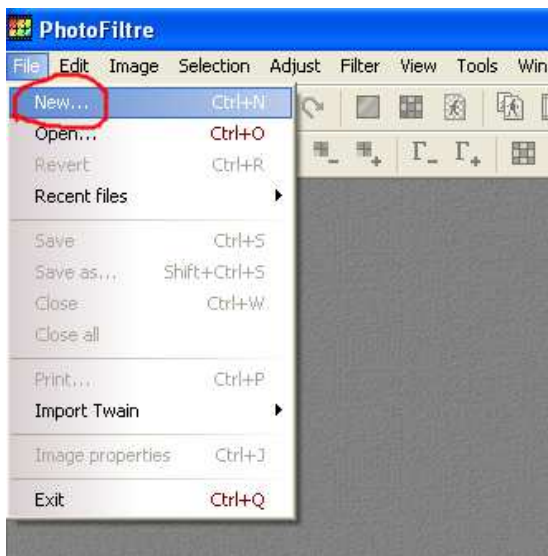 PhotoFiltre
File Edit Image Selection Adjust Filter View Tools Win
New... Ctrl+N
Open... Ctrl+O
Revert Ctrl+R
Recent files
Save Ctrl+S
Save as... Shift+Ctrl+S
Close Ctrl+W
Close all
Print... Ctrl+P
Import Twain
Image properties Ctrl+J
Exit Ctrl+Q